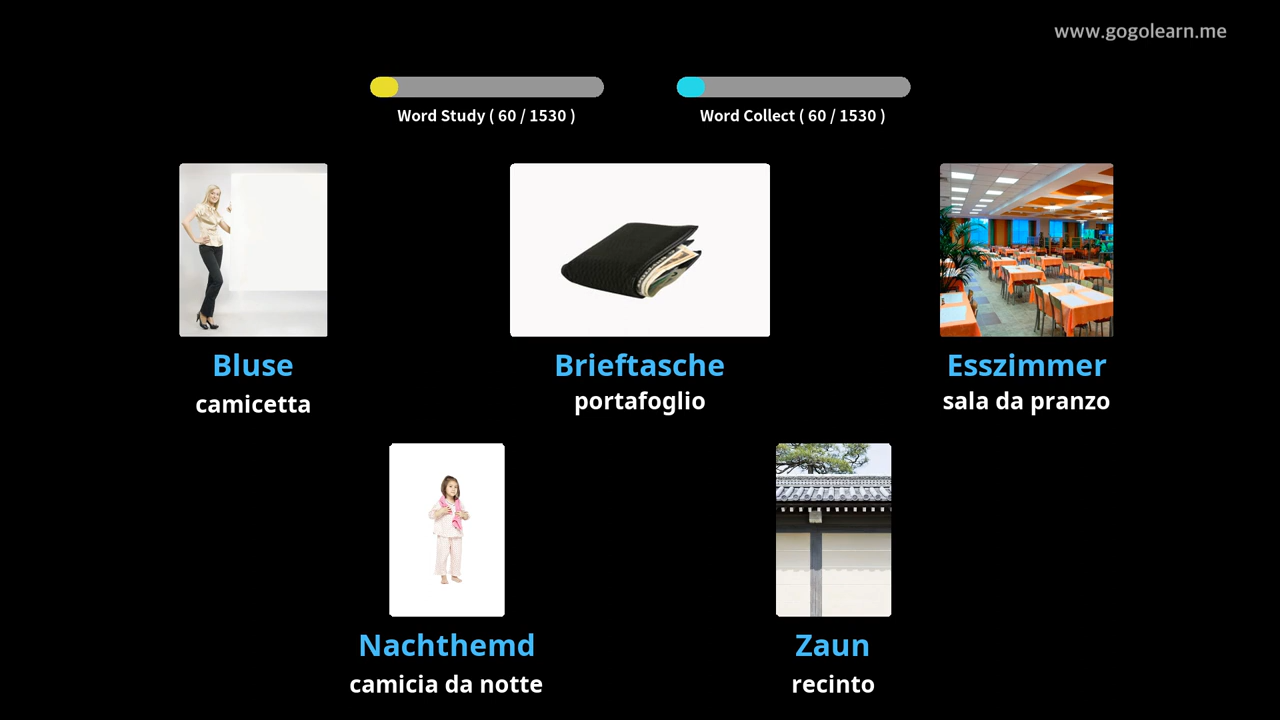 www.gogolearn.me
Word Study ( 60 / 1530 )
Word Collect ( 60 / 1530 )
Bluse
camicetta
Brieftasche
portafoglio
Esszimmer
sala da pranzo
Nachthemd
camicia da notte
Zaun
recinto